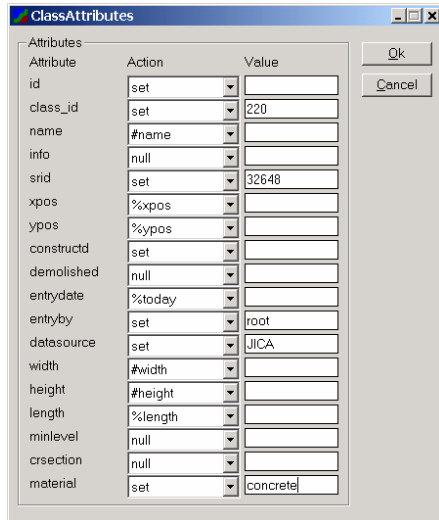 ClassAttributes
Attributes
Attribute Action Value
Ok
id set
Cancel
class_id set 220
name #name
info null
srid set 32648
xpos %xpos
ypos %ypos
constructd set
demolished null
entrydate %today
entryby set root
datasource set JICA
width #width
height #height
length %length
minlevel null
crsection null
material set concrete